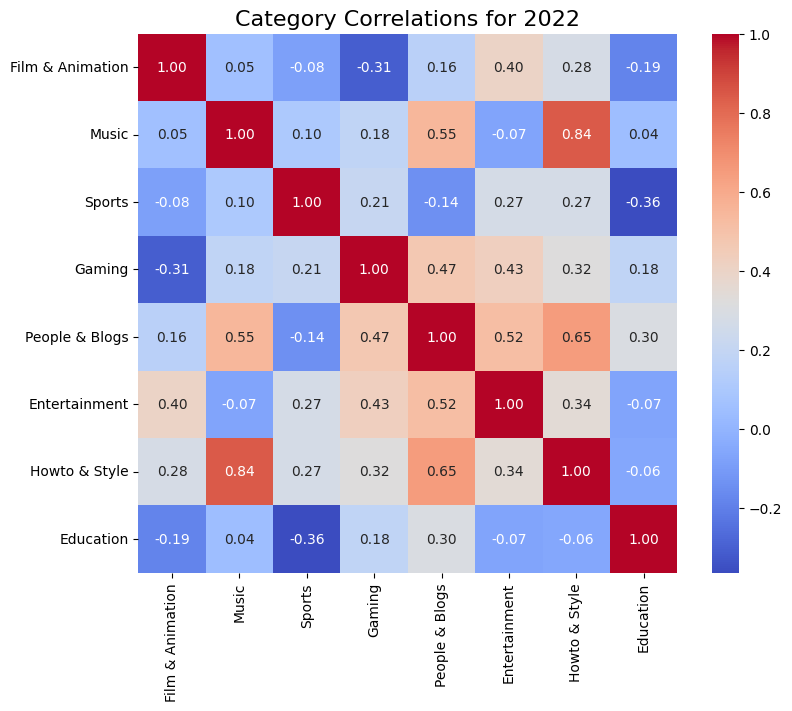 Category Correlations for 2022
Film & Animation 1.00 0.05 -0.08 -0.31 0.16 0.40 0.28 -0.19
Music 0.05 1.00 0.10 0.18 0.55 -0.07 0.84 0.04
Sports -0.08 0.10 1.00 0.21 -0.14 0.27 0.27 -0.36
Gaming -0.31 0.18 0.21 1.00 0.47 0.43 0.32 0.18
People & Blogs 0.16 0.55 -0.14 0.47 1.00 0.52 0.65 0.30
Entertainment 0.40 -0.07 0.27 0.43 0.52 1.00 0.34 -0.07
Howto & Style 0.28 0.84 0.27 0.32 0.65 0.34 1.00 -0.06
Education -0.19 0.04 -0.36 0.18 0.30 -0.07 -0.06 1.00
Film & Animation
Music
Sports
Gaming
People & Blogs
Entertainment
Howto & Style
Education
1.0
0.8
0.6
0.4
0.2
0.0
−0.2